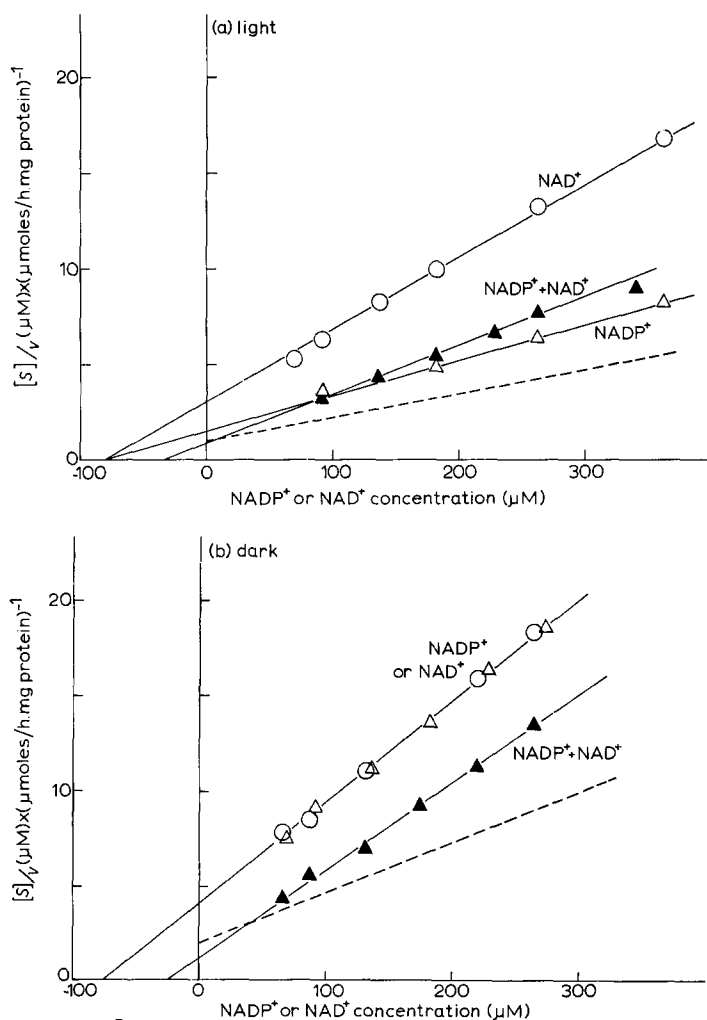 (a) light
20
10
0
[S]/v (μM)x(μmoles/h.mg protein)⁻¹
NAD⁺
NADP⁺+NAD⁺
NADP⁺
-100 0 100 200 300
NADP⁺ or NAD⁺ concentration (μM)
(b) dark
20
10
0
[S]/v (μM)x(μmoles/h.mg protein)⁻¹
NADP⁺
or NAD⁺
NADP⁺+NAD⁺
-100 0 100 200 300
NADP⁺ or NAD⁺ concentration (μM)